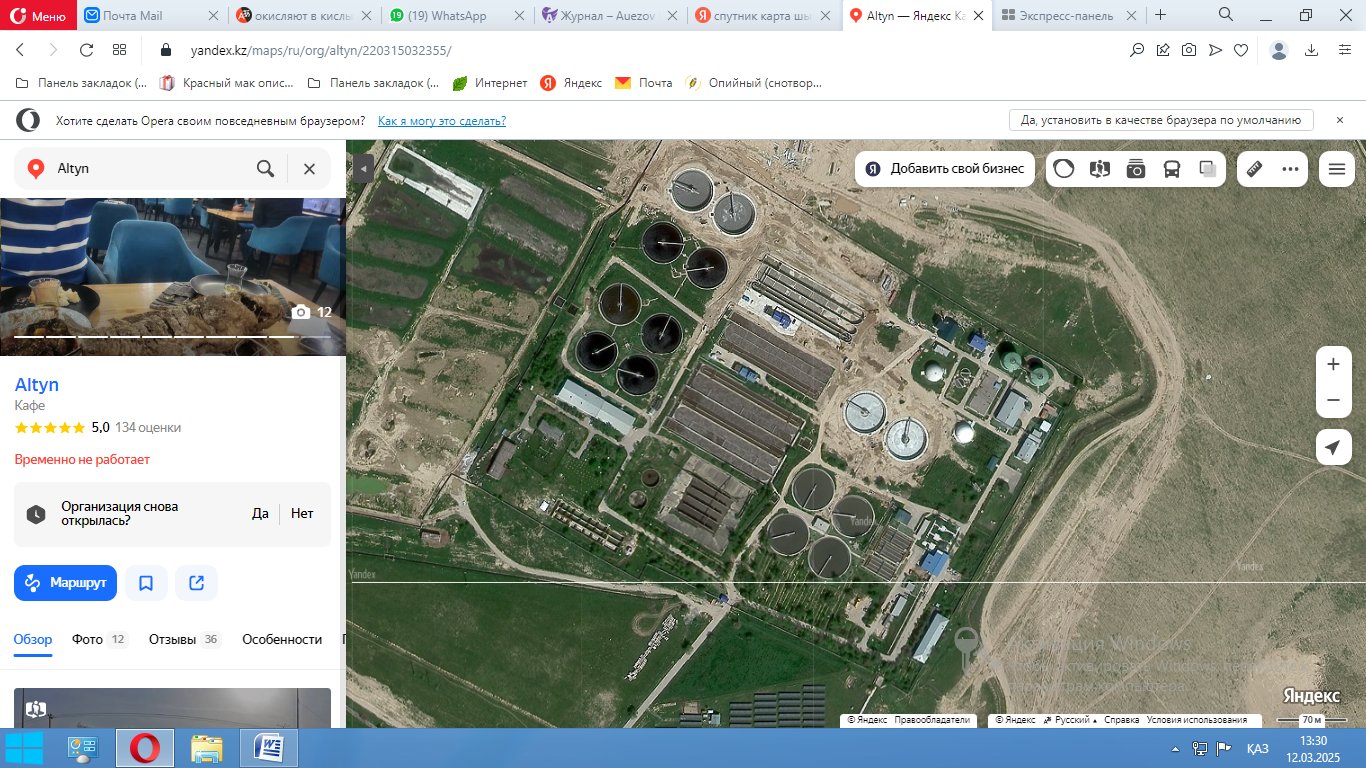 Меню
Почта Mail
окисляют в кислы
(19) WhatsApp
Журнал – Auezov
спутник карта шы
Altyn — Яндекс Ка
Экспресс-панель
yandex.kz/maps/ru/org/altyn/220315032355/
Панель закладок (...
Красный мак опис...
Панель закладок (...
Интернет
Яндекс
Почта
Опийный (снотвор...
Хотите сделать Opera своим повседневным браузером?
Как я могу это сделать?
Да, установить в качестве браузера по умолчанию
Altyn
Добавить свой бизнес
12
Altyn
Кафе
5,0 134 оценки
Временно не работает
Организация снова
открылась?
Да
Нет
Маршрут
Обзор
Фото 12
Отзывы 36
Особенности
Yandex
Yandex
Yandex
Windows
Яндекс
© Яндекс Правообладатели
© Яндекс
Русский
Справка
Условия использования
70 м
ҚАЗ
13:30
12.03.2025